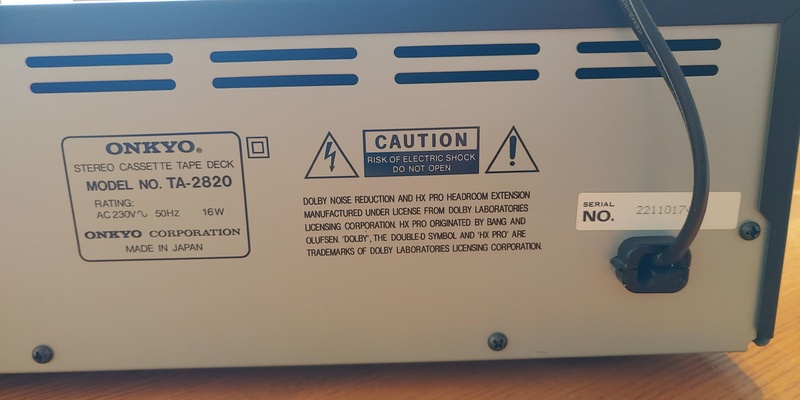 ONKYO®
STEREO CASSETTE TAPE DECK
MODEL NO. TA-2820
RATING:
AC 230V∿ 50HZ 16W
ONKYO CORPORATION
MADE IN JAPAN
CAUTION
RISK OF ELECTRIC SHOCK
DO NOT OPEN
DOLBY NOISE REDUCTION AND HX PRO HEADROOM EXTENSION
MANUFACTURED UNDER LICENSE FROM DOLBY LABORATORIES
LICENSING CORPORATION. HX PRO ORIGINATED BY BANG AND
OLUFSEN. 'DOLBY', THE DOUBLE-D SYMBOL AND 'HX PRO' ARE
TRADEMARKS OF DOLBY LABORATORIES LICENSING CORPORATION.
SERIAL
NO.